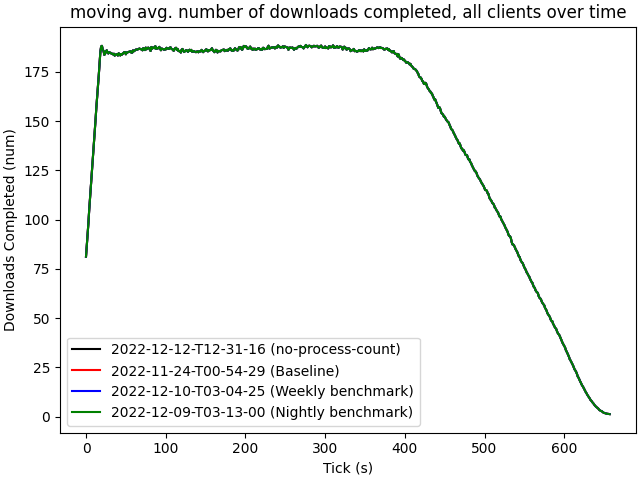 moving avg. number of downloads completed, all clients over time
Downloads Completed (num)
175
150
125
100
75
50
25
0
2022-12-12-T12-31-16 (no-process-count)
2022-11-24-T00-54-29 (Baseline)
2022-12-10-T03-04-25 (Weekly benchmark)
2022-12-09-T03-13-00 (Nightly benchmark)
0 100 200 300 400 500 600
Tick (s)